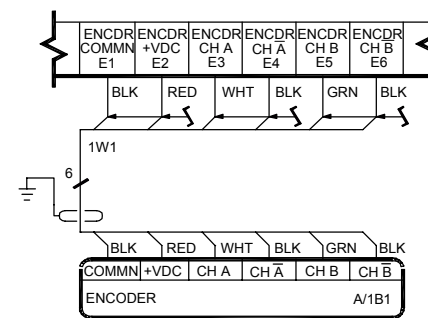 ENCDR ENCDR ENCDR ENCDR ENCDR ENCDR
COMMN +VDC CH A CH A̅ CH B CH B̅
E1 E2 E3 E4 E5 E6
BLK RED WHT BLK GRN BLK
1W1
6
BLK RED WHT BLK GRN BLK
COMMN +VDC CH A CH A̅ CH B CH B̅
ENCODER A/1B1